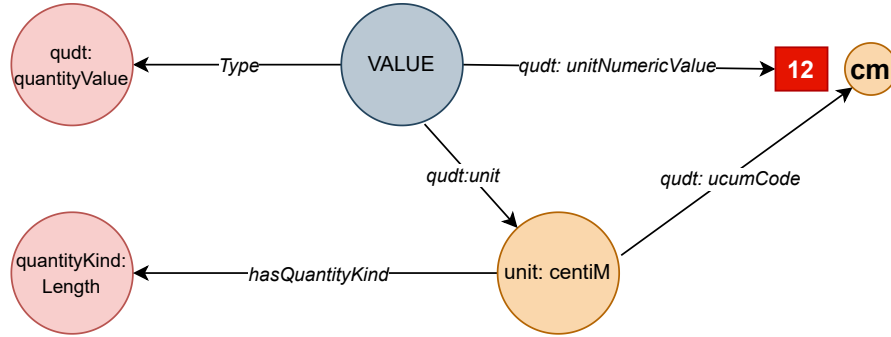 qudt:
quantityValue
Type
VALUE
qudt: unitNumericValue
12
cm
qudt:unit
qudt: ucumCode
quantityKind:
Length
hasQuantityKind
unit: centiM